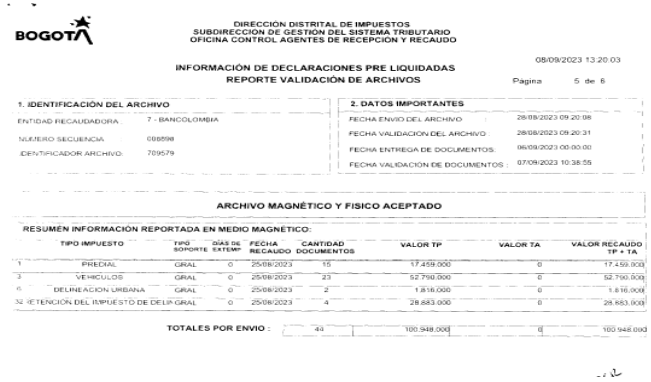 BOGOTÁ
DIRECCIÓN DISTRITAL DE IMPUESTOS
SUBDIRECCIÓN DE GESTIÓN DEL SISTEMA TRIBUTARIO
OFICINA CONTROL AGENTES DE RECEPCIÓN Y RECAUDO
08/09/2023 13:20:03
INFORMACIÓN DE DECLARACIONES PRE LIQUIDADAS
REPORTE VALIDACIÓN DE ARCHIVOS
Página 5 de 6
1. IDENTIFICACIÓN DEL ARCHIVO
ENTIDAD RECAUDADORA : 7 - BANCOLOMBIA
NUMERO SECUENCIA 006898
IDENTIFICADOR ARCHIVO: 709579
2. DATOS IMPORTANTES
FECHA ENVIO DEL ARCHIVO : 28/08/2023 09:20:08
FECHA VALIDACIÓN DEL ARCHIVO : 28/08/2023 09:20:31
FECHA ENTREGA DE DOCUMENTOS: 06/09/2023 00:00:00
FECHA VALIDACIÓN DE DOCUMENTOS : 07/09/2023 10:38:55
ARCHIVO MAGNÉTICO Y FISICO ACEPTADO
RESUMEN INFORMACIÓN REPORTADA EN MEDIO MAGNÉTICO:
TIPO IMPUESTO TIPO SOPORTE DÍAS DE EXTEMP FECHA RECAUDO CANTIDAD DOCUMENTOS VALOR TP VALOR TA VALOR RECAUDO TP + TA
1 PREDIAL GRAL 0 25/08/2023 15 17.459.000 0 17.459.000
3 VEHICULOS GRAL 0 25/08/2023 23 52.790.000 0 52.790.000
6 DELINEACION URBANA GRAL 0 25/08/2023 2 1.816.000 0 1.816.000
32 RETENCIÓN DEL IMPUESTO DE DELIN GRAL 0 25/08/2023 4 28.883.000 0 28.883.000
TOTALES POR ENVIO : 44 100.948.000 0 100.948.000